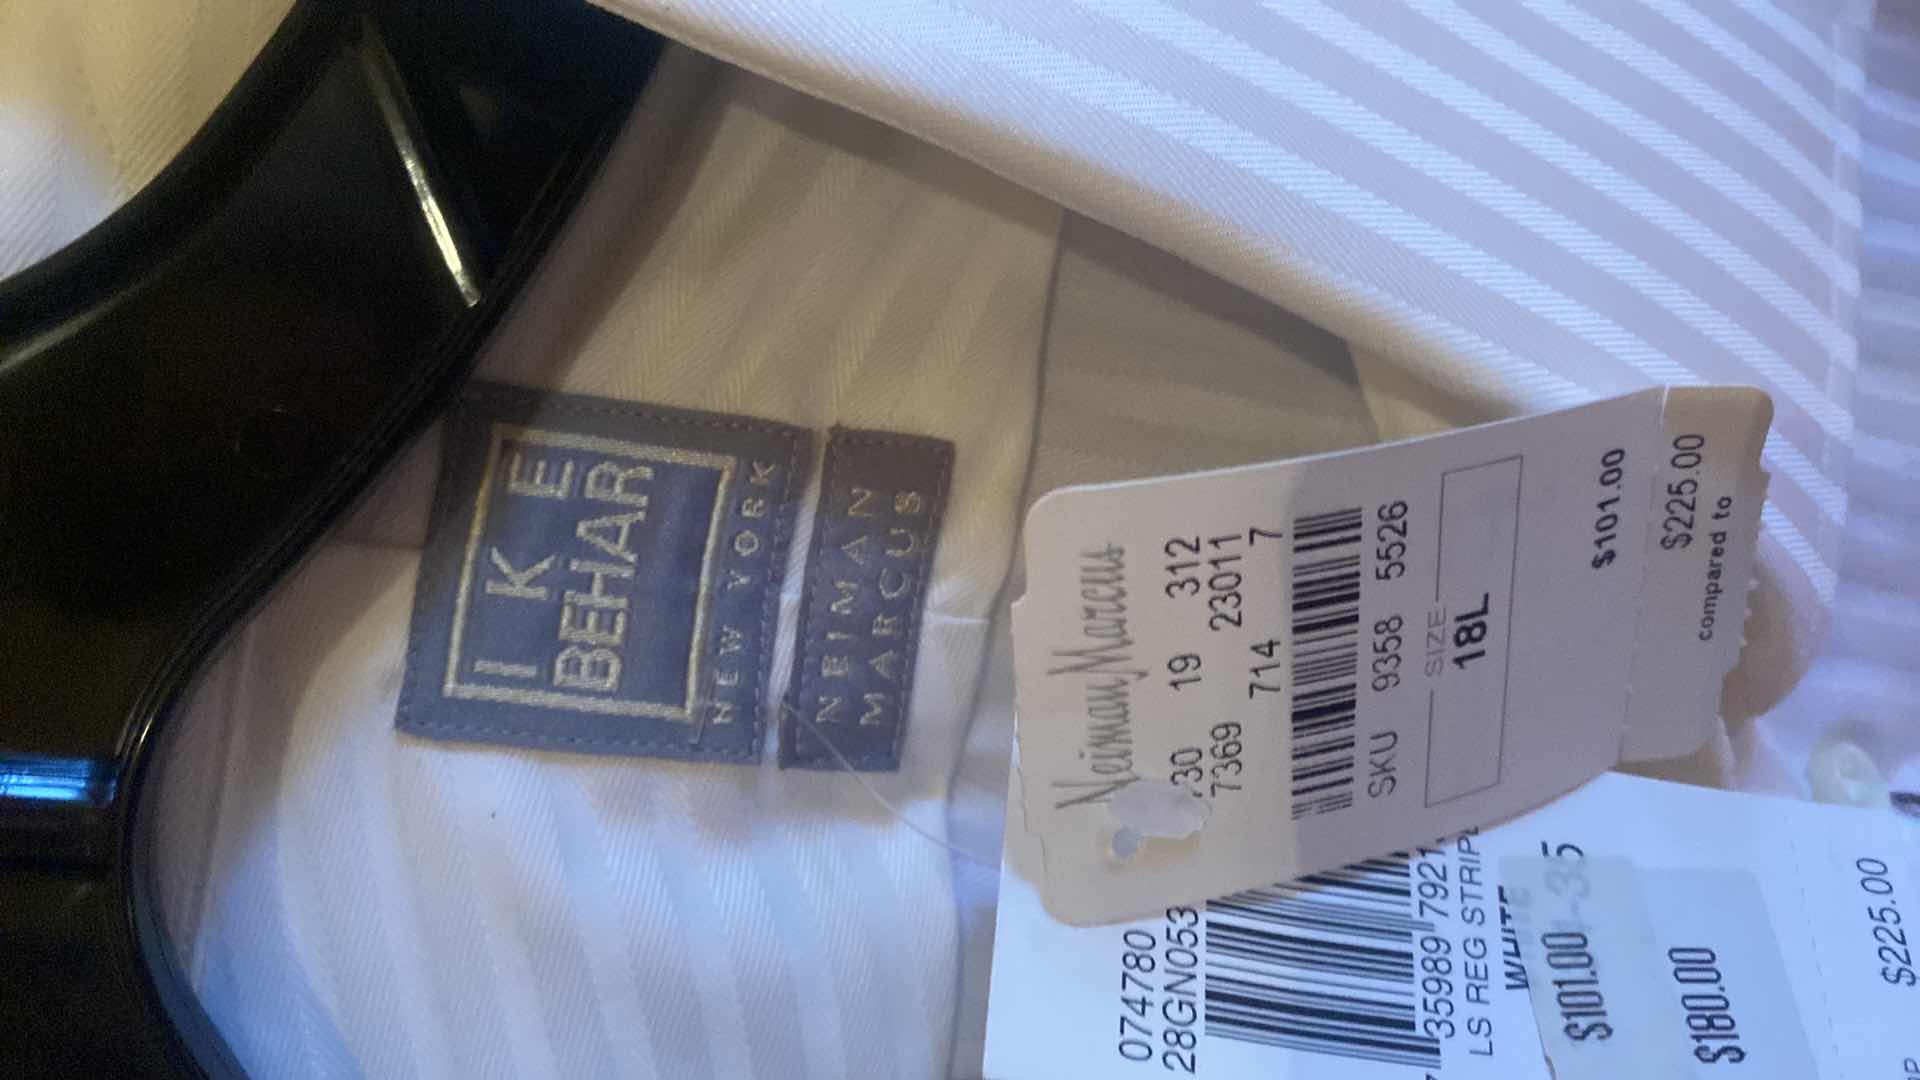 IKE
BEHAR
NEW YORK
NEIMAN
MARCUS
Neiman Marcus
30 19 312
7369 23011
714 7
SKU 9358 5526
SIZE
18L
$101.00
$225.00
compared to
074780
28GN053
35989 7921
LS REG STRIP
WHITE
$101.00 -35
$180.00
$225.00